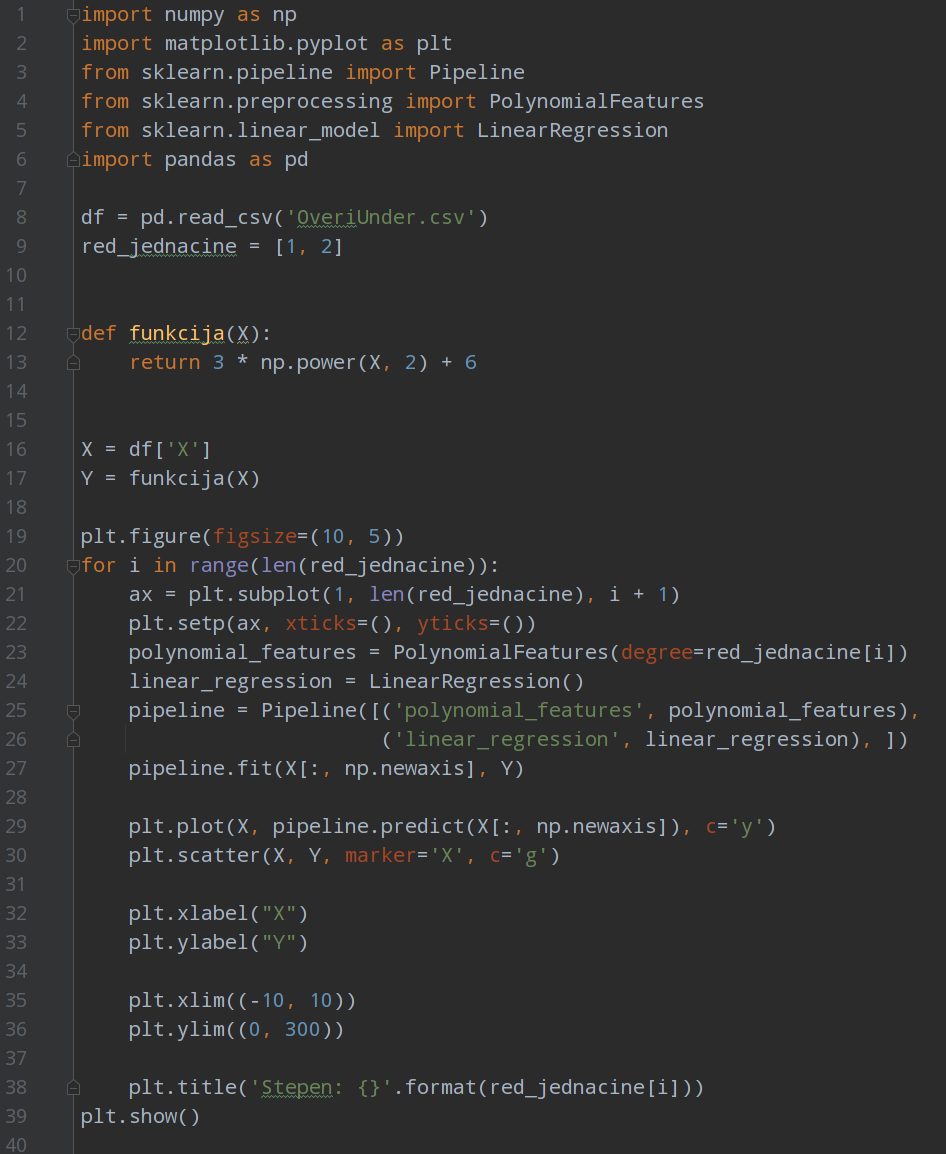 1 import numpy as np
2 import matplotlib.pyplot as plt
3 from sklearn.pipeline import Pipeline
4 from sklearn.preprocessing import PolynomialFeatures
5 from sklearn.linear_model import LinearRegression
6 import pandas as pd
7
8 df = pd.read_csv('OveriUnder.csv')
9 red_jednacine = [1, 2]
10
11
12 def funkcija(X):
13     return 3 * np.power(X, 2) + 6
14
15
16 X = df['X']
17 Y = funkcija(X)
18
19 plt.figure(figsize=(10, 5))
20 for i in range(len(red_jednacine)):
21     ax = plt.subplot(1, len(red_jednacine), i + 1)
22     plt.setp(ax, xticks=(), yticks=())
23     polynomial_features = PolynomialFeatures(degree=red_jednacine[i])
24     linear_regression = LinearRegression()
25     pipeline = Pipeline([('polynomial_features', polynomial_features),
26                          ('linear_regression', linear_regression), ])
27     pipeline.fit(X[:, np.newaxis], Y)
28
29     plt.plot(X, pipeline.predict(X[:, np.newaxis]), c='y')
30     plt.scatter(X, Y, marker='X', c='g')
31
32     plt.xlabel("X")
33     plt.ylabel("Y")
34
35     plt.xlim((-10, 10))
36     plt.ylim((0, 300))
37
38     plt.title('Stepen: {}'.format(red_jednacine[i]))
39 plt.show()
40